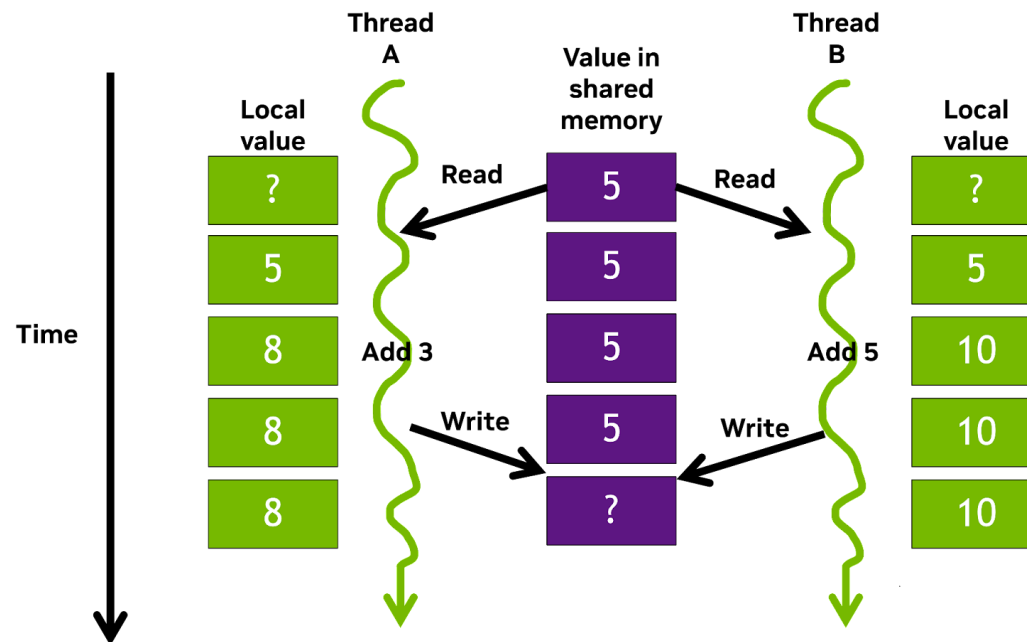 Thread
A
Value in
shared
memory
Thread
B
Local
value
Local
value
? 5 ?
Read Read
5 5 5
Time
8 Add 3 5 Add 5 10
8 Write 5 Write 10
8 ? 10